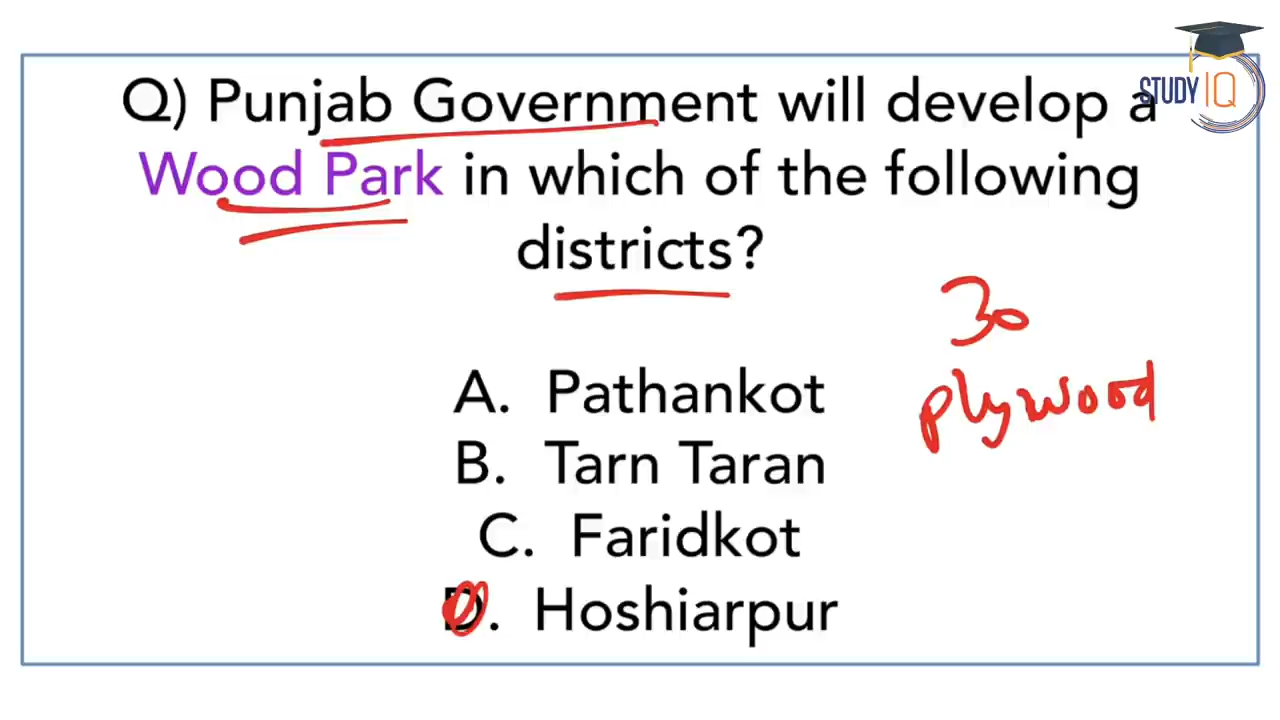 STUDY IQ
Q) Punjab Government will develop a
Wood Park in which of the following
districts?
30
plywood
A. Pathankot
B. Tarn Taran
C. Faridkot
D. Hoshiarpur